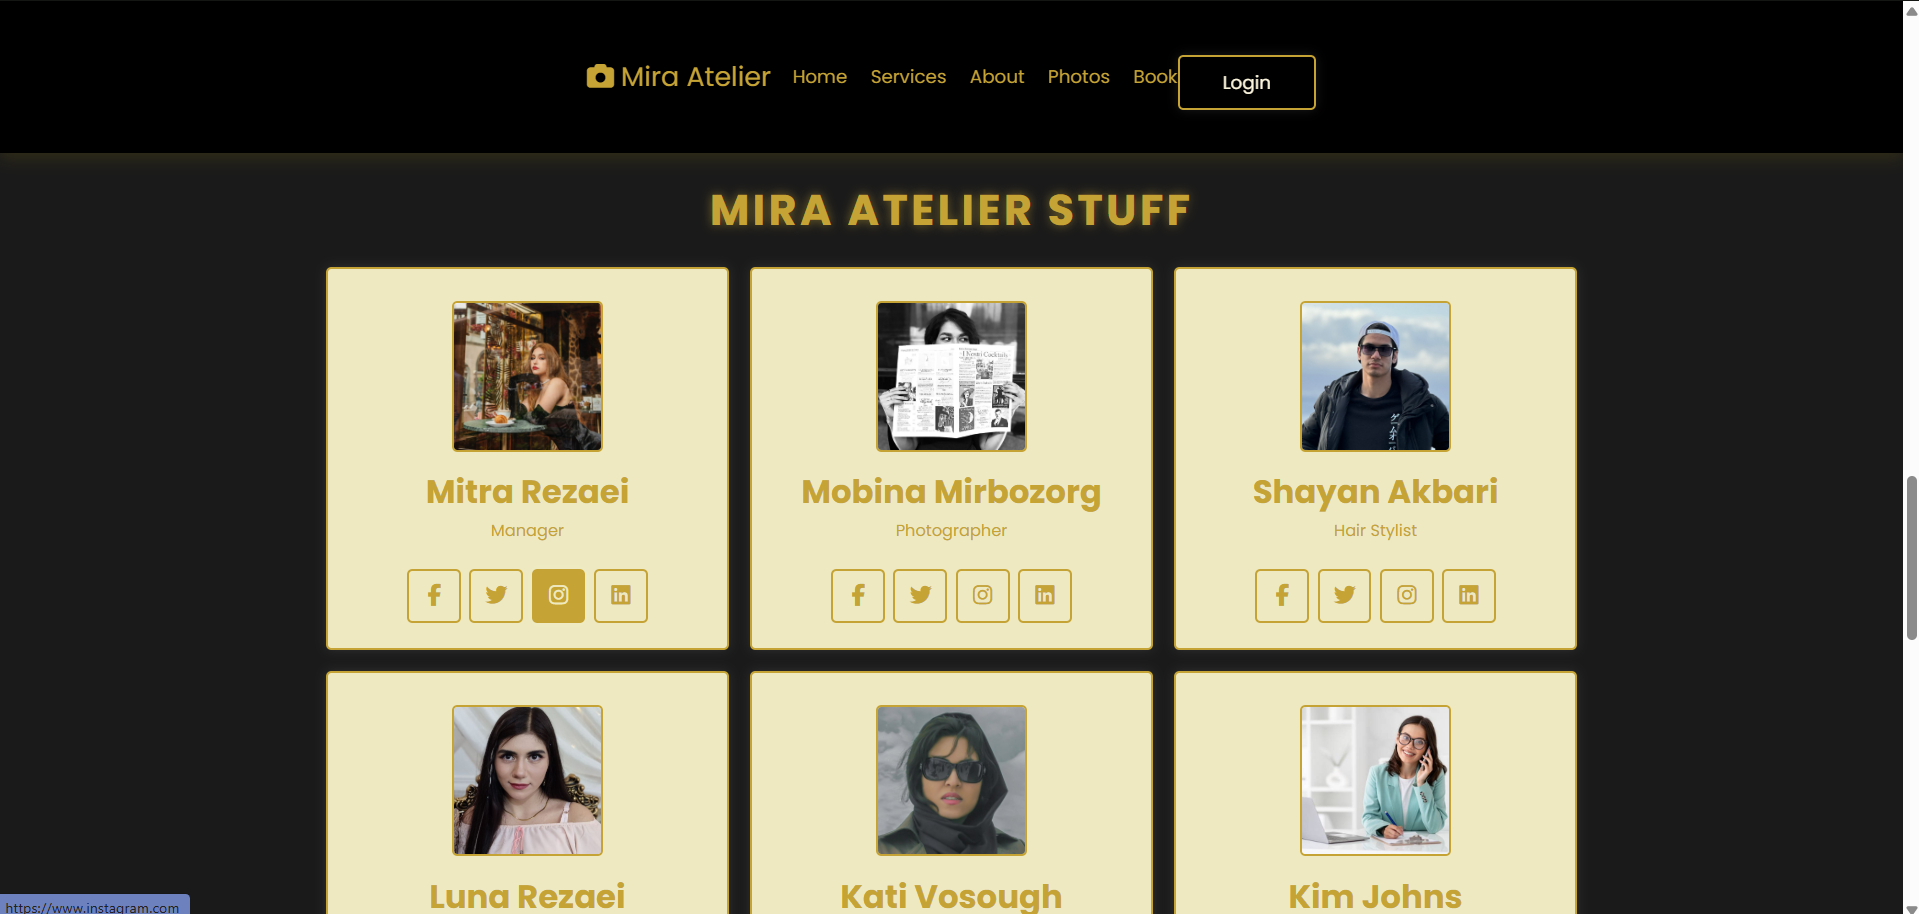 Mira Atelier Home Services About Photos Book Login
MIRA ATELIER STUFF
Mitra Rezaei Mobina Mirbozorg Shayan Akbari
Manager Photographer Hair Stylist
Luna Rezaei Kati Vosough Kim Johns
https://www.instagram.com